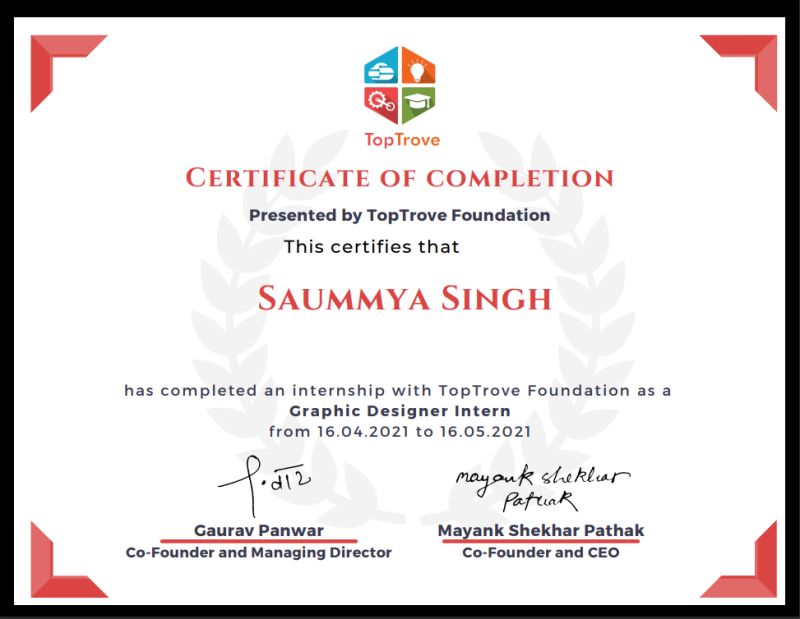 TopTrove
CERTIFICATE OF COMPLETION
Presented by TopTrove Foundation
This certifies that
SAUMMYA SINGH
has completed an internship with TopTrove Foundation as a
Graphic Designer Intern
from 16.04.2021 to 16.05.2021
mayank shekhar
Pathak
Gaurav Panwar
Mayank Shekhar Pathak
Co-Founder and Managing Director
Co-Founder and CEO